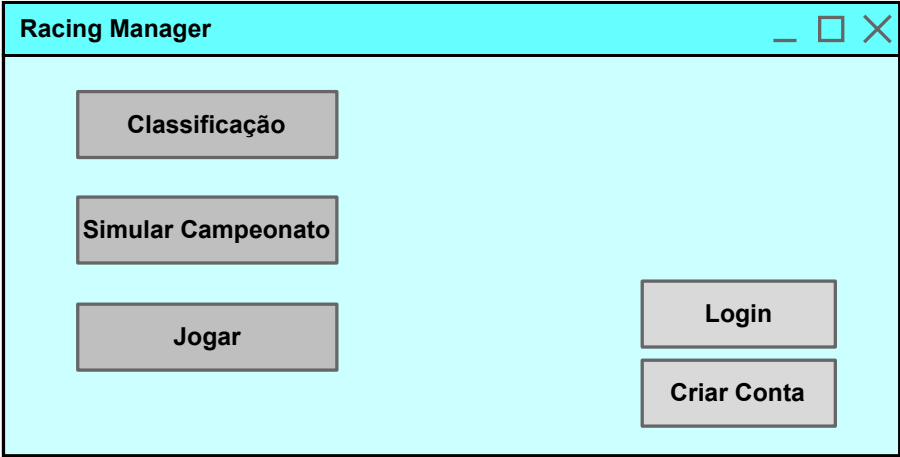 Racing Manager
Classificação
Simular Campeonato
Jogar
Login
Criar Conta